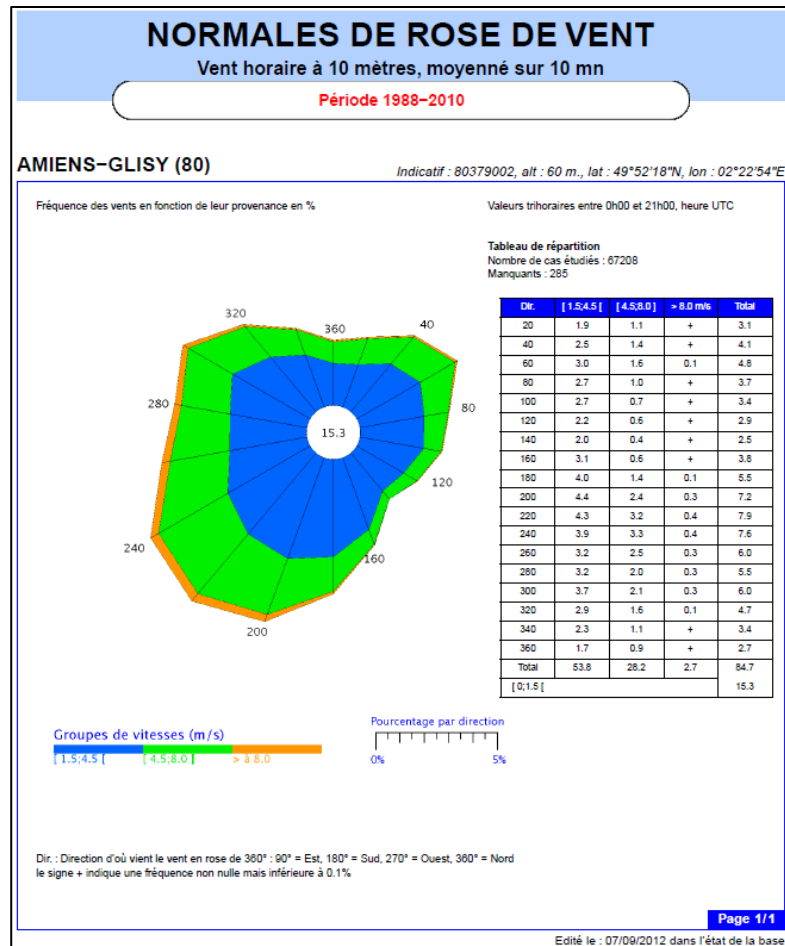 NORMALES DE ROSE DE VENT
Vent horaire à 10 mètres, moyenné sur 10 mn
Période 1988−2010
AMIENS−GLISY (80)
Indicatif : 80379002, alt : 60 m., lat : 49°52'18"N, lon : 02°22'54"E
Fréquence des vents en fonction de leur provenance en %
Valeurs trihoraires entre 0h00 et 21h00, heure UTC
Tableau de répartition
Nombre de cas étudiés : 67208
Manquants : 285
320
360
40
280
80
15.3
120
240
160
200
Dir. [ 1.5;4.5 [ [ 4.5;8.0 ] > 8.0 m/s Total
20 1.9 1.1 + 3.1
40 2.5 1.4 + 4.1
60 3.0 1.6 0.1 4.8
80 2.7 1.0 + 3.7
100 2.7 0.7 + 3.4
120 2.2 0.6 + 2.9
140 2.0 0.4 + 2.5
160 3.1 0.6 + 3.8
180 4.0 1.4 0.1 5.5
200 4.4 2.4 0.3 7.2
220 4.3 3.2 0.4 7.9
240 3.9 3.3 0.4 7.6
260 3.2 2.5 0.3 6.0
280 3.2 2.0 0.3 5.5
300 3.7 2.1 0.3 6.0
320 2.9 1.6 0.1 4.7
340 2.3 1.1 + 3.4
360 1.7 0.9 + 2.7
Total 53.8 28.2 2.7 84.7
[ 0;1.5 [ 15.3
Groupes de vitesses (m/s)
[ 1.5;4.5 [ [ 4.5;8.0 ] > à 8.0
Pourcentage par direction
0% 5%
Dir. : Direction d'où vient le vent en rose de 360° : 90° = Est, 180° = Sud, 270° = Ouest, 360° = Nord
le signe + indique une fréquence non nulle mais inférieure à 0.1%
Page 1/1
Edité le : 07/09/2012 dans l'état de la base